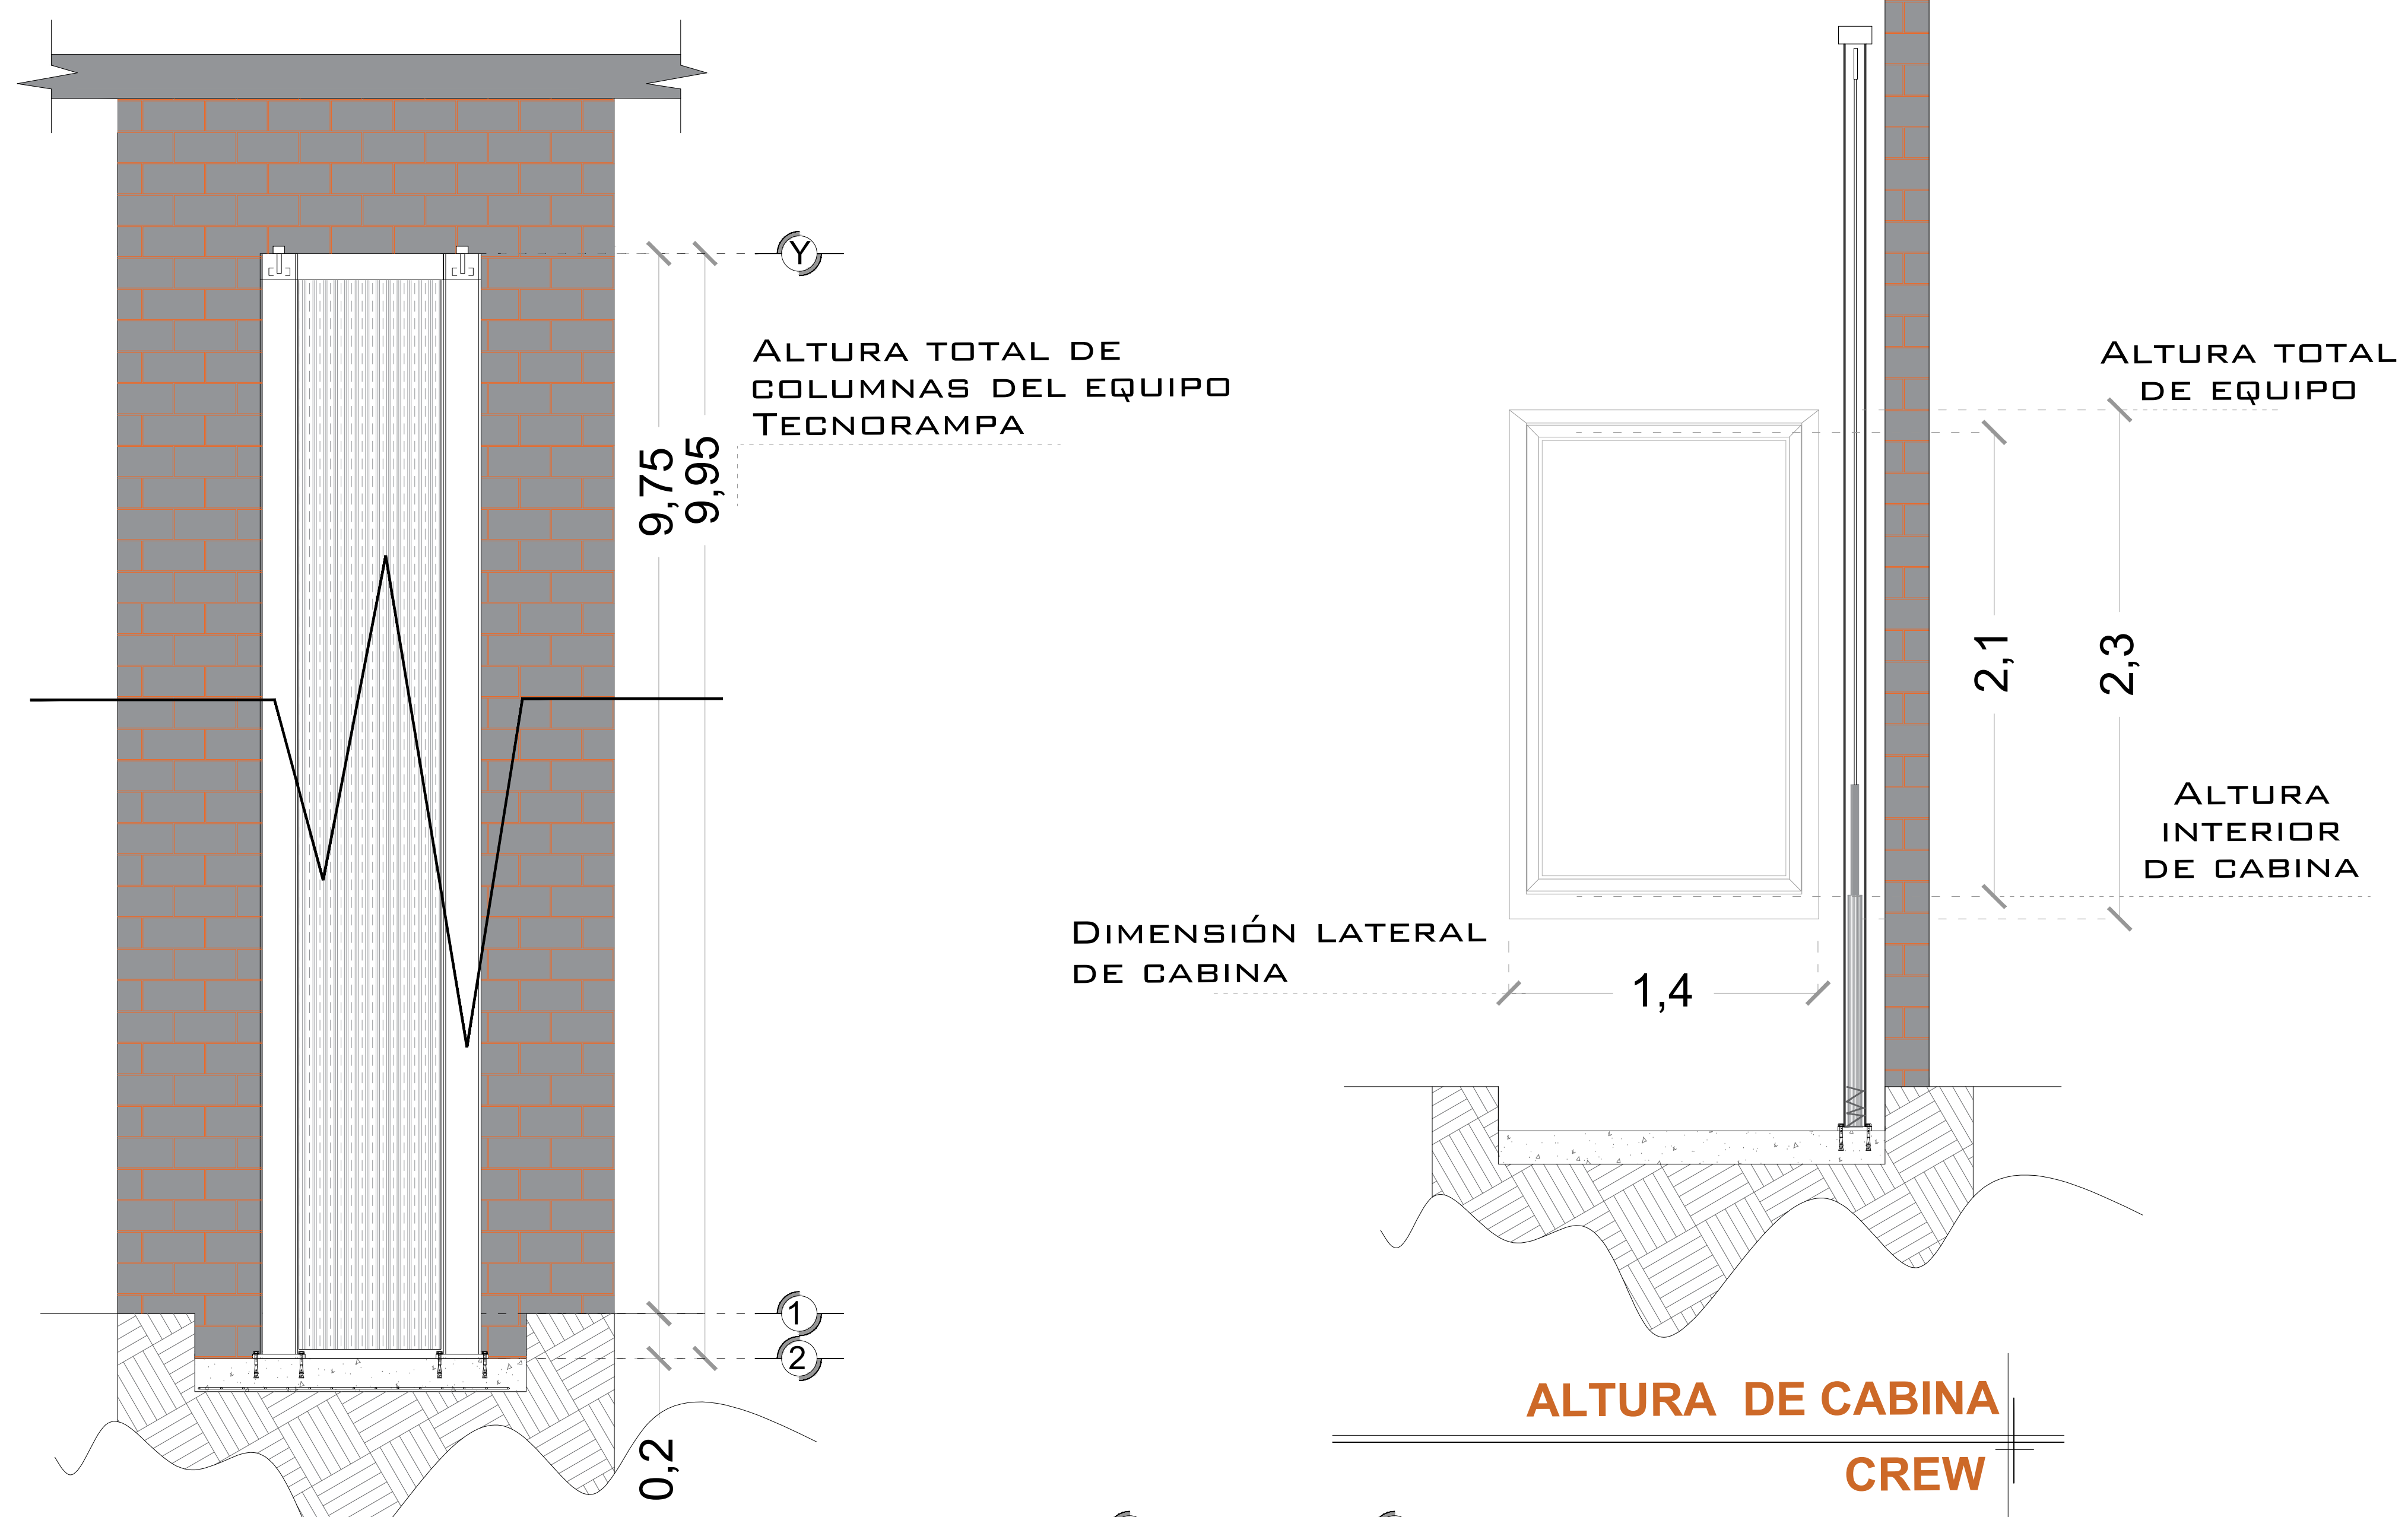 Y
ALTURA TOTAL DE
COLUMNAS DEL EQUIPO
TECNORAMPA
9,75
9,95
1
2
0,2
ALTURA TOTAL
DE EQUIPO
2,1
2,3
ALTURA
INTERIOR
DE CABINA
DIMENSIÓN LATERAL
DE CABINA
1,4
ALTURA DE CABINA
CREW